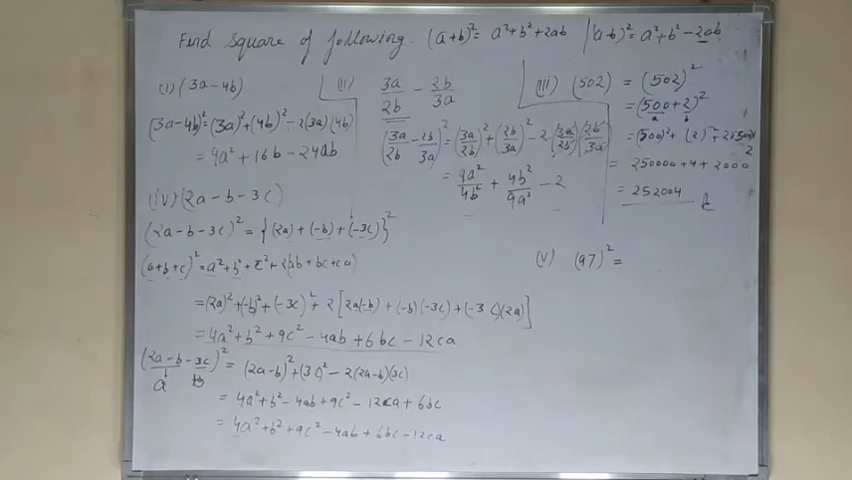 Find square of following. (a+b)² = a²+b²+2ab | (a-b)² = a²+b²-2ab
(i) (3a-4b)
(3a-4b)² = (3a)²+(4b)²-2(3a)(4b)
= 9a²+16b-24ab
(ii) 3a/2b - 2b/3a
(3a/2b - 2b/3a)² = (3a/2b)² + (2b/3a)² - 2(3a/2b)(2b/3a)
= 9a²/4b² + 4b²/9a² - 2
(iii) (502) = (502)²
= (500+2)²
a b
= (500)²+(2)²+2×500×2
= 250000+4+2000
= 252004
(iv) (2a-b-3c)
(2a-b-3c)² = {(2a)+(-b)+(-3c)}²
(a+b+c)² = a²+b²+c²+2(ab+bc+ca)
= (2a)²+(-b)²+(-3c)²+2[2a(-b)+(-b)(-3c)+(-3c)(2a)]
= 4a²+b²+9c²-4ab+6bc-12ca
(2a-b-3c)² = (2a-b)²+(3c)²-2(2a-b)(3c)
a b
= 4a²+b²-4ab+9c²-12ca+6bc
= 4a²+b²+9c²-4ab+6bc-12ca
(v) (97)² =